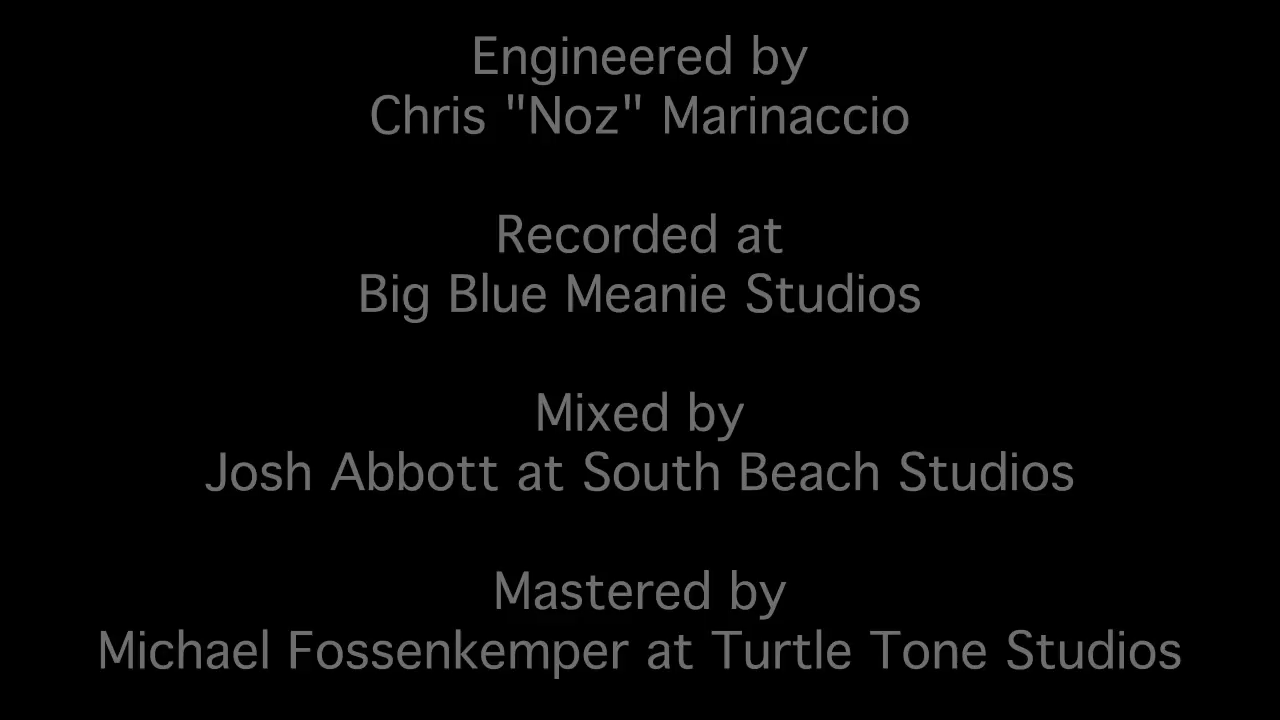 Engineered by
Chris "Noz" Marinaccio
Recorded at
Big Blue Meanie Studios
Mixed by
Josh Abbott at South Beach Studios
Mastered by
Michael Fossenkemper at Turtle Tone Studios